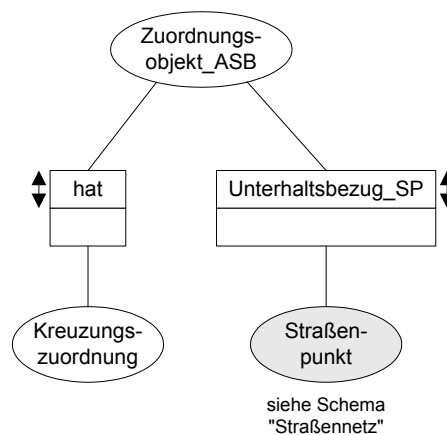 Zuordnungs-
objekt_ASB
hat
Unterhaltsbezug_SP
Kreuzungs-
zuordnung
Straßen-
punkt
siehe Schema
"Straßennetz"